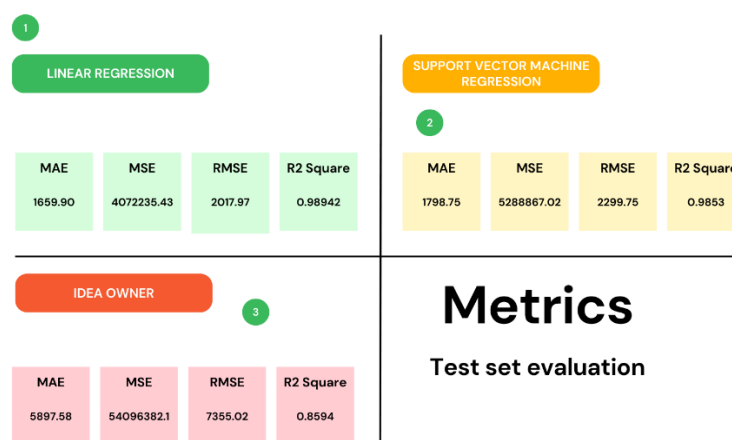 1
LINEAR REGRESSION
MAE MSE RMSE R2 Square
1659.90 4072235.43 2017.97 0.98942
SUPPORT VECTOR MACHINE
REGRESSION
2
MAE MSE RMSE R2 Square
1798.75 5288867.02 2299.75 0.9853
IDEA OWNER
3
MAE MSE RMSE R2 Square
5897.58 54096382.1 7355.02 0.8594
Metrics
Test set evaluation